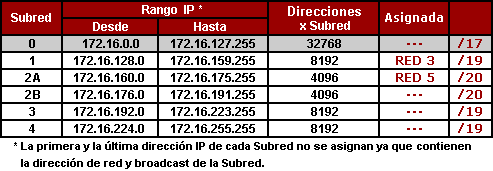 Subred Rango IP * Direcciones x Subred Asignada
Desde Hasta
0 172.16.0.0 172.16.127.255 32768 --- /17
1 172.16.128.0 172.16.159.255 8192 RED 3 /19
2A 172.16.160.0 172.16.175.255 4096 RED 5 /20
2B 172.16.176.0 172.16.191.255 4096 --- /20
3 172.16.192.0 172.16.223.255 8192 --- /19
4 172.16.224.0 172.16.255.255 8192 --- /19
* La primera y la última dirección IP de cada Subred no se asignan ya que contienen
la dirección de red y broadcast de la Subred.